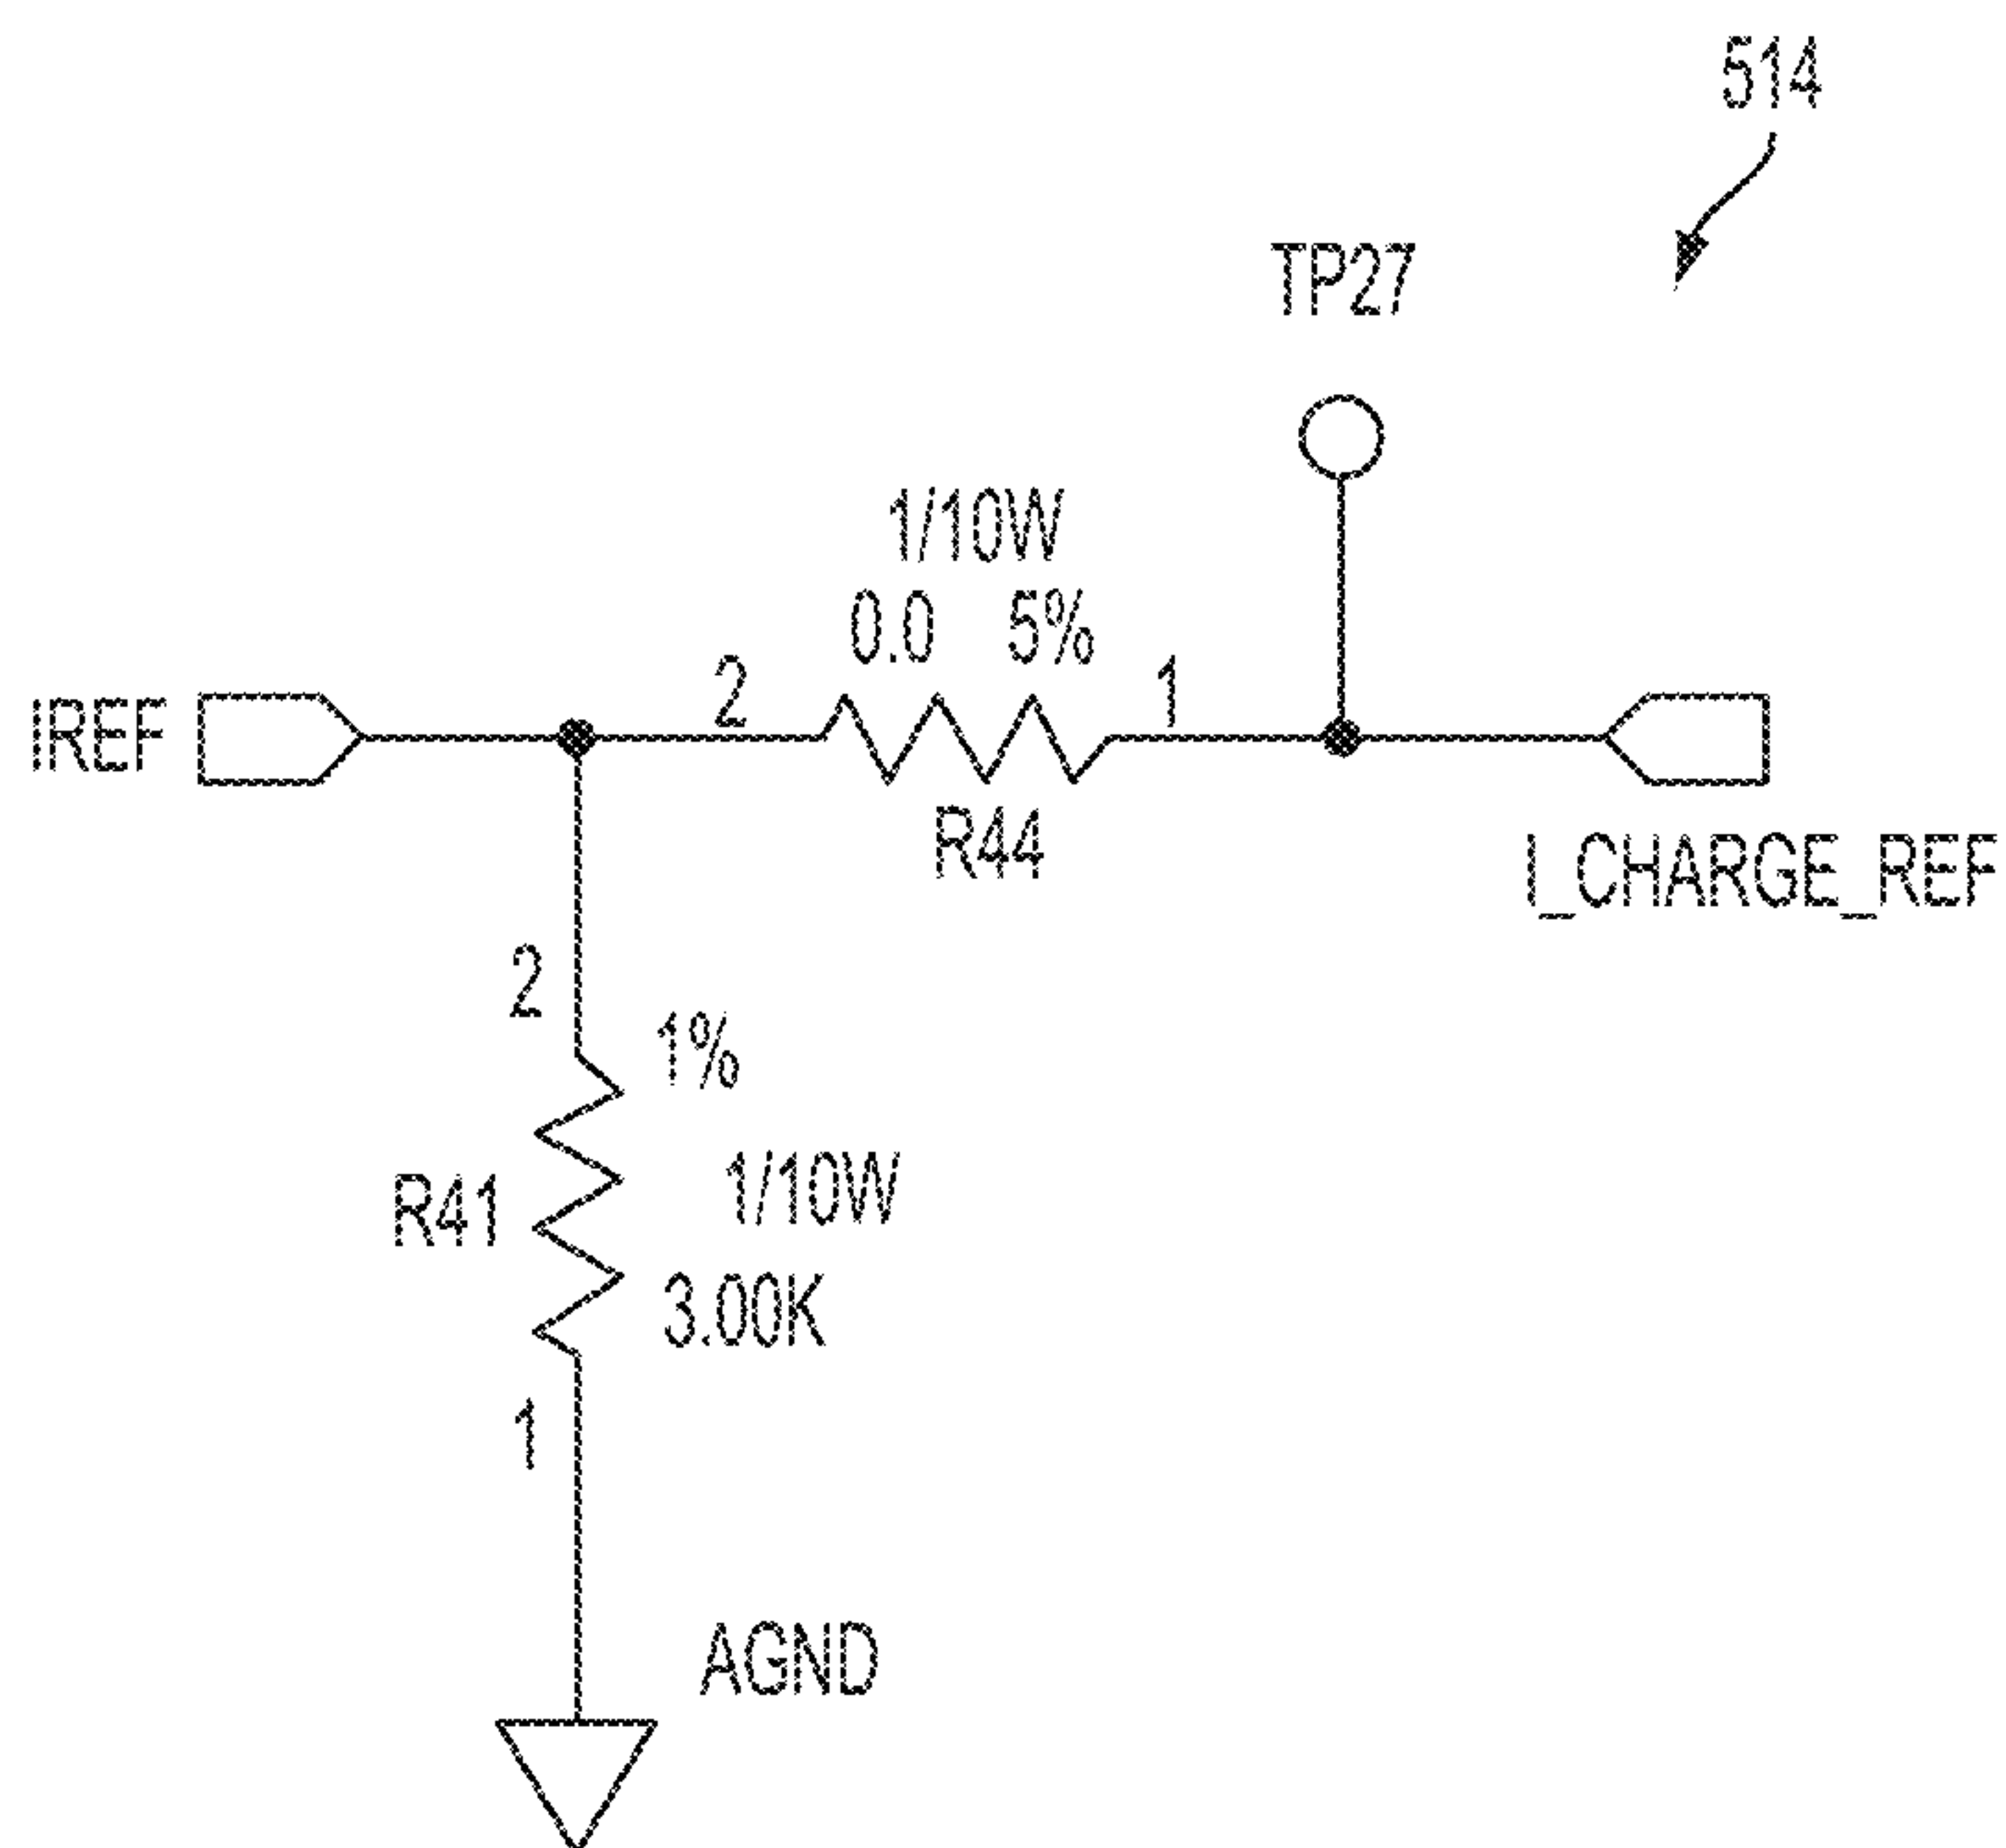 514
TP27
1/10W
0.0 5%
2
1
IREF
R44
I_CHARGE_REF
2
1%
R41
1/10W
3.00K
1
AGND